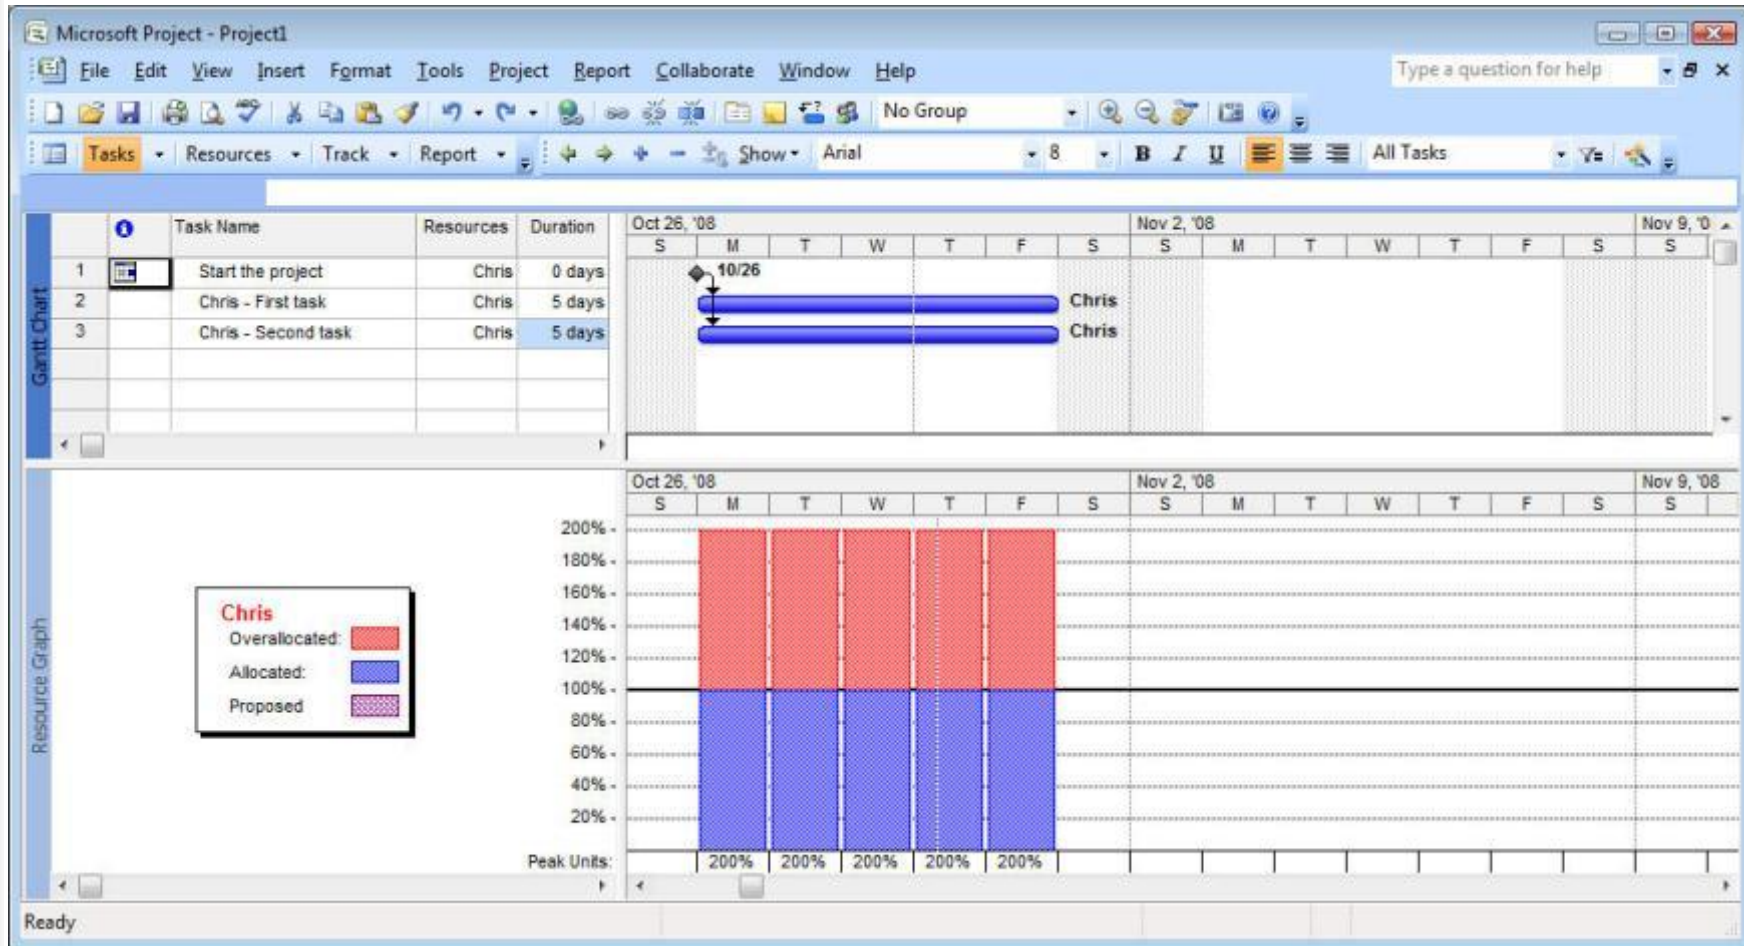 Microsoft Project - Project1
File Edit View Insert Format Tools Project Report Collaborate Window Help Type a question for help
No Group
Tasks Resources Track Report Show Arial 8 B I U All Tasks
Task Name Resources Duration Oct 26, '08 Nov 2, '08 Nov 9, '0
S M T W T F S S M T W T F S S
1 Start the project Chris 0 days 10/26
2 Chris - First task Chris 5 days Chris
3 Chris - Second task Chris 5 days Chris
Gantt Chart
Oct 26, '08 Nov 2, '08 Nov 9, '08
S M T W T F S S M T W T F S S
200%
180%
160%
140%
120%
100%
80%
60%
40%
20%
Chris
Overallocated:
Allocated:
Proposed
Resource Graph
Peak Units: 200% 200% 200% 200% 200%
Ready